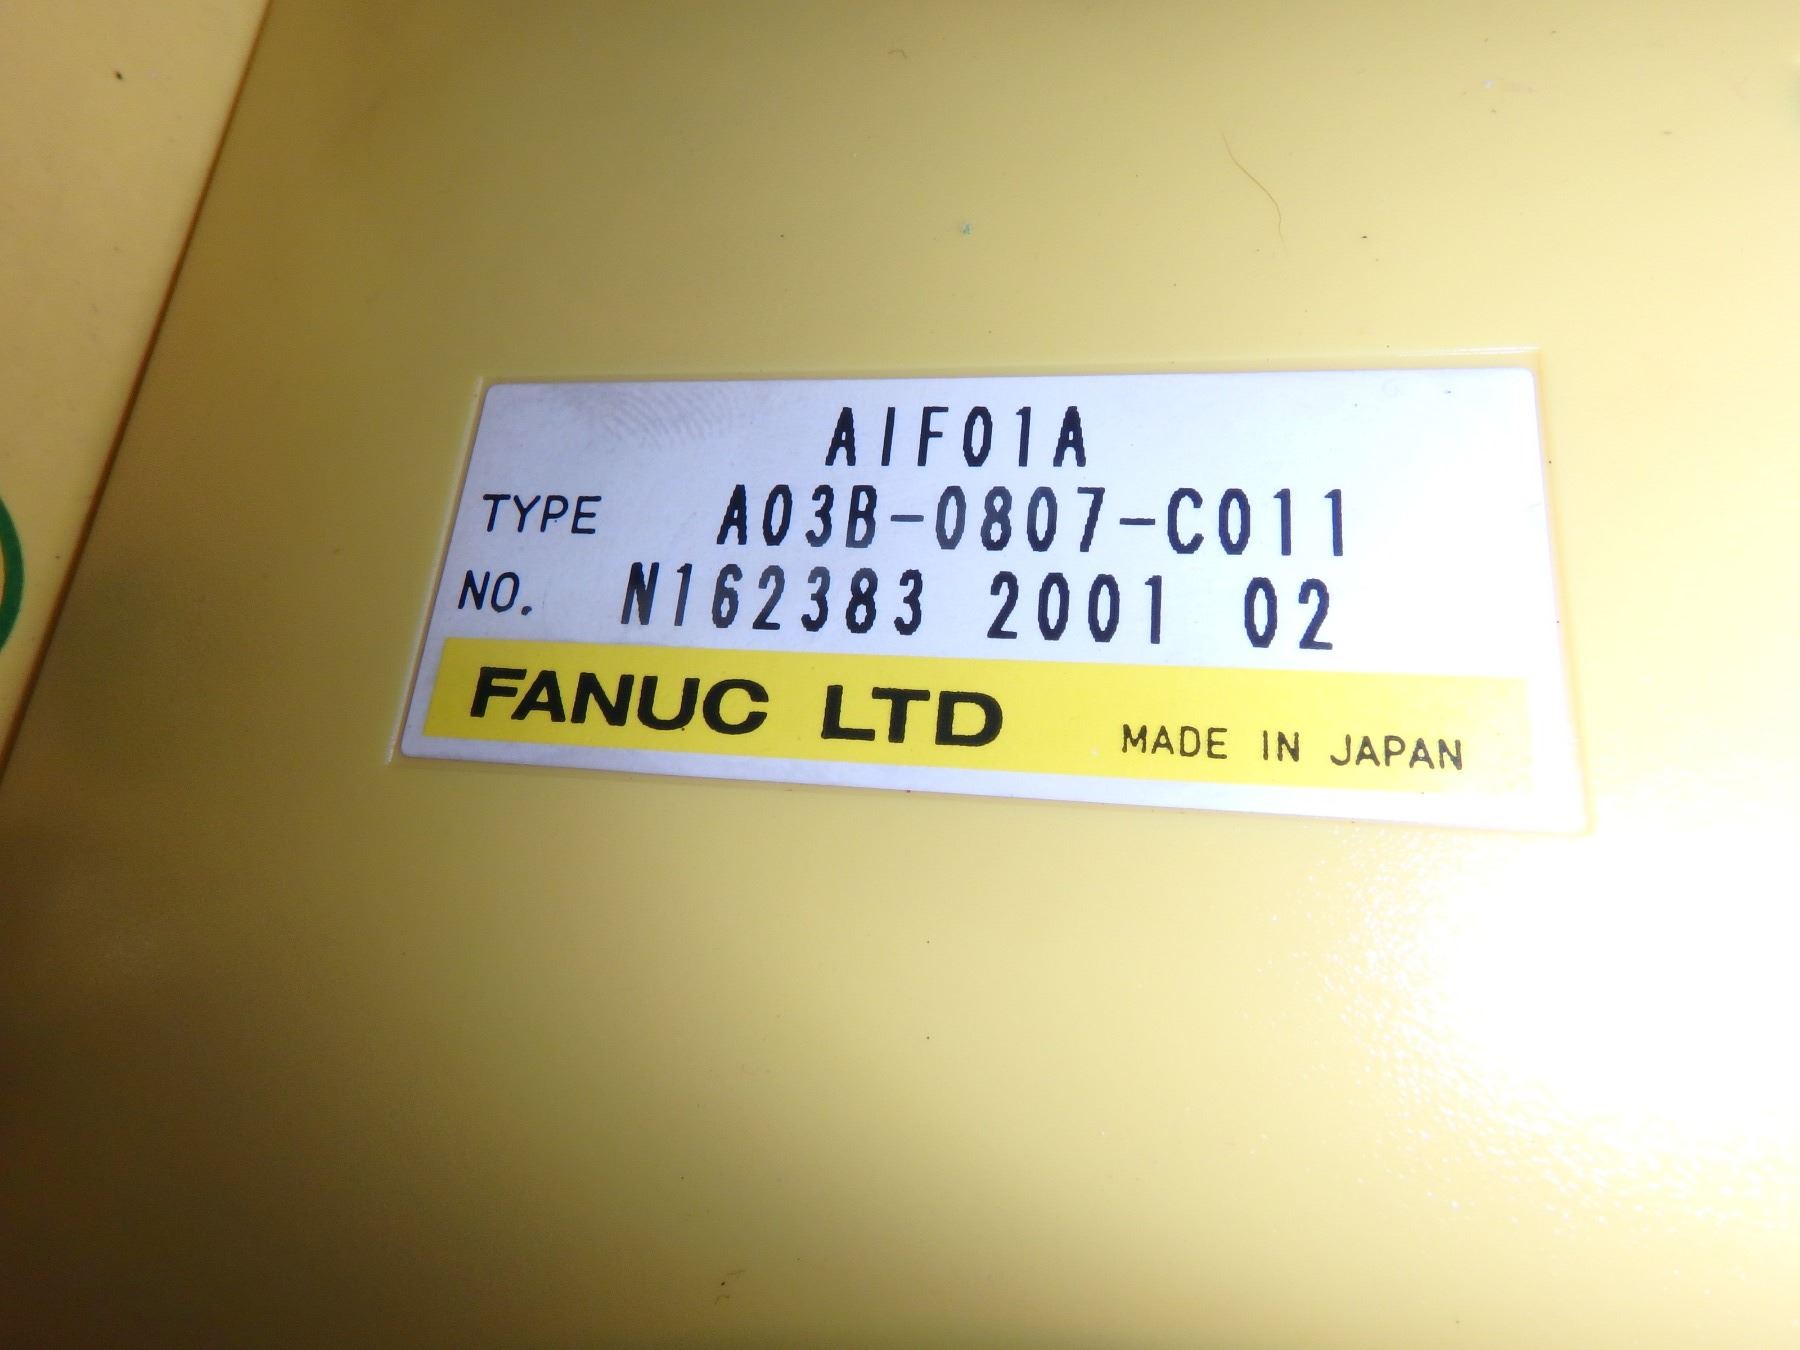 AIF01A
TYPE A03B-0807-C011
NO. N162383 2001 02
FANUC LTD MADE IN JAPAN